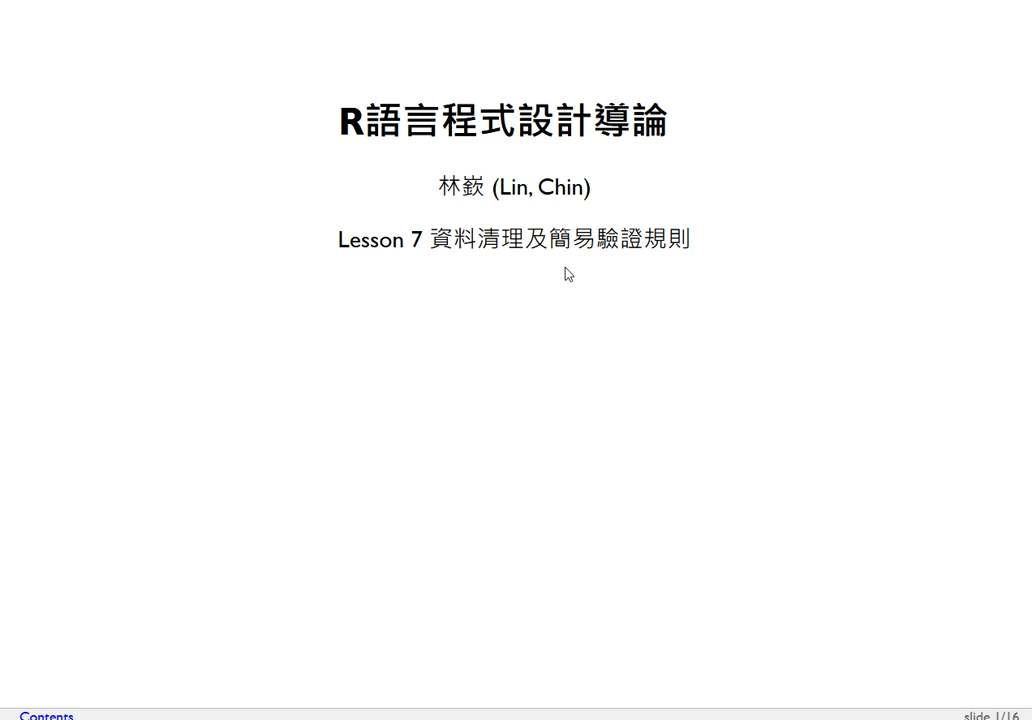 R語言程式設計導論
林嶔 (Lin, Chin)
Lesson 7 資料清理及簡易驗證規則
Contents
slide 1/16